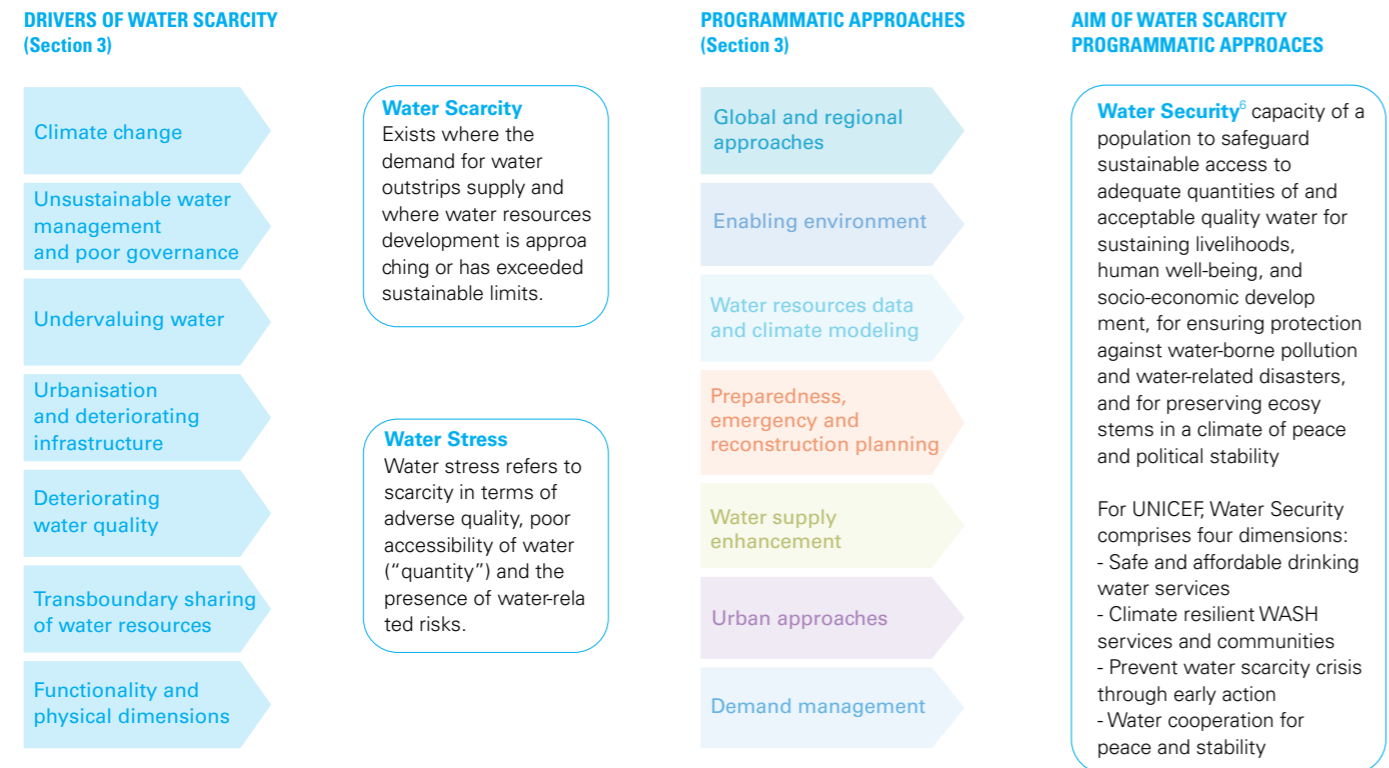 DRIVERS OF WATER SCARCITY
(Section 3)
Climate change
Unsustainable water
management
and poor governance
Undervaluing water
Urbanisation
and deteriorating
infrastructure
Deteriorating
water quality
Transboundary sharing
of water resources
Functionality and
physical dimensions
Water Scarcity
Exists where the
demand for water
outstrips supply and
where water resources
development is approa
ching or has exceeded
sustainable limits.
Water Stress
Water stress refers to
scarcity in terms of
adverse quality, poor
accessibility of water
(“quantity”) and the
presence of water-rela
ted risks.
PROGRAMMATIC APPROACHES
(Section 3)
Global and regional
approaches
Enabling environment
Water resources data
and climate modeling
Preparedness,
emergency and
reconstruction planning
Water supply
enhancement
Urban approaches
Demand management
AIM OF WATER SCARCITY
PROGRAMMATIC APPROACES
Water Security⁶ capacity of a
population to safeguard
sustainable access to
adequate quantities of and
acceptable quality water for
sustaining livelihoods,
human well-being, and
socio-economic develop
ment, for ensuring protection
against water-borne pollution
and water-related disasters,
and for preserving ecosy
stems in a climate of peace
and political stability
For UNICEF, Water Security
comprises four dimensions:
- Safe and affordable drinking
water services
- Climate resilient WASH
services and communities
- Prevent water scarcity crisis
through early action
- Water cooperation for
peace and stability